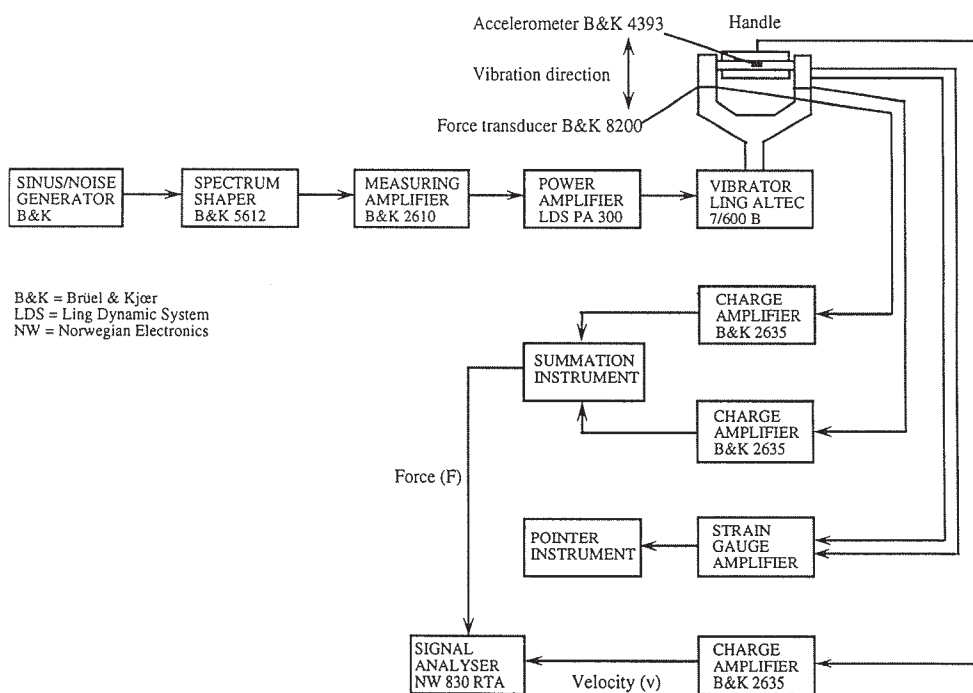 Accelerometer B&K 4393
Handle
Vibration direction
Force transducer B&K 8200
SINUS/NOISE
GENERATOR
B&K
SPECTRUM
SHAPER
B&K 5612
MEASURING
AMPLIFIER
B&K 2610
POWER
AMPLIFIER
LDS PA 300
VIBRATOR
LING ALTEC
7/600 B
B&K = Brüel & Kjœr
LDS = Ling Dynamic System
NW = Norwegian Electronics
CHARGE
AMPLIFIER
B&K 2635
SUMMATION
INSTRUMENT
CHARGE
AMPLIFIER
B&K 2635
Force (F)
POINTER
INSTRUMENT
STRAIN
GAUGE
AMPLIFIER
SIGNAL
ANALYSER
NW 830 RTA
Velocity (v)
CHARGE
AMPLIFIER
B&K 2635